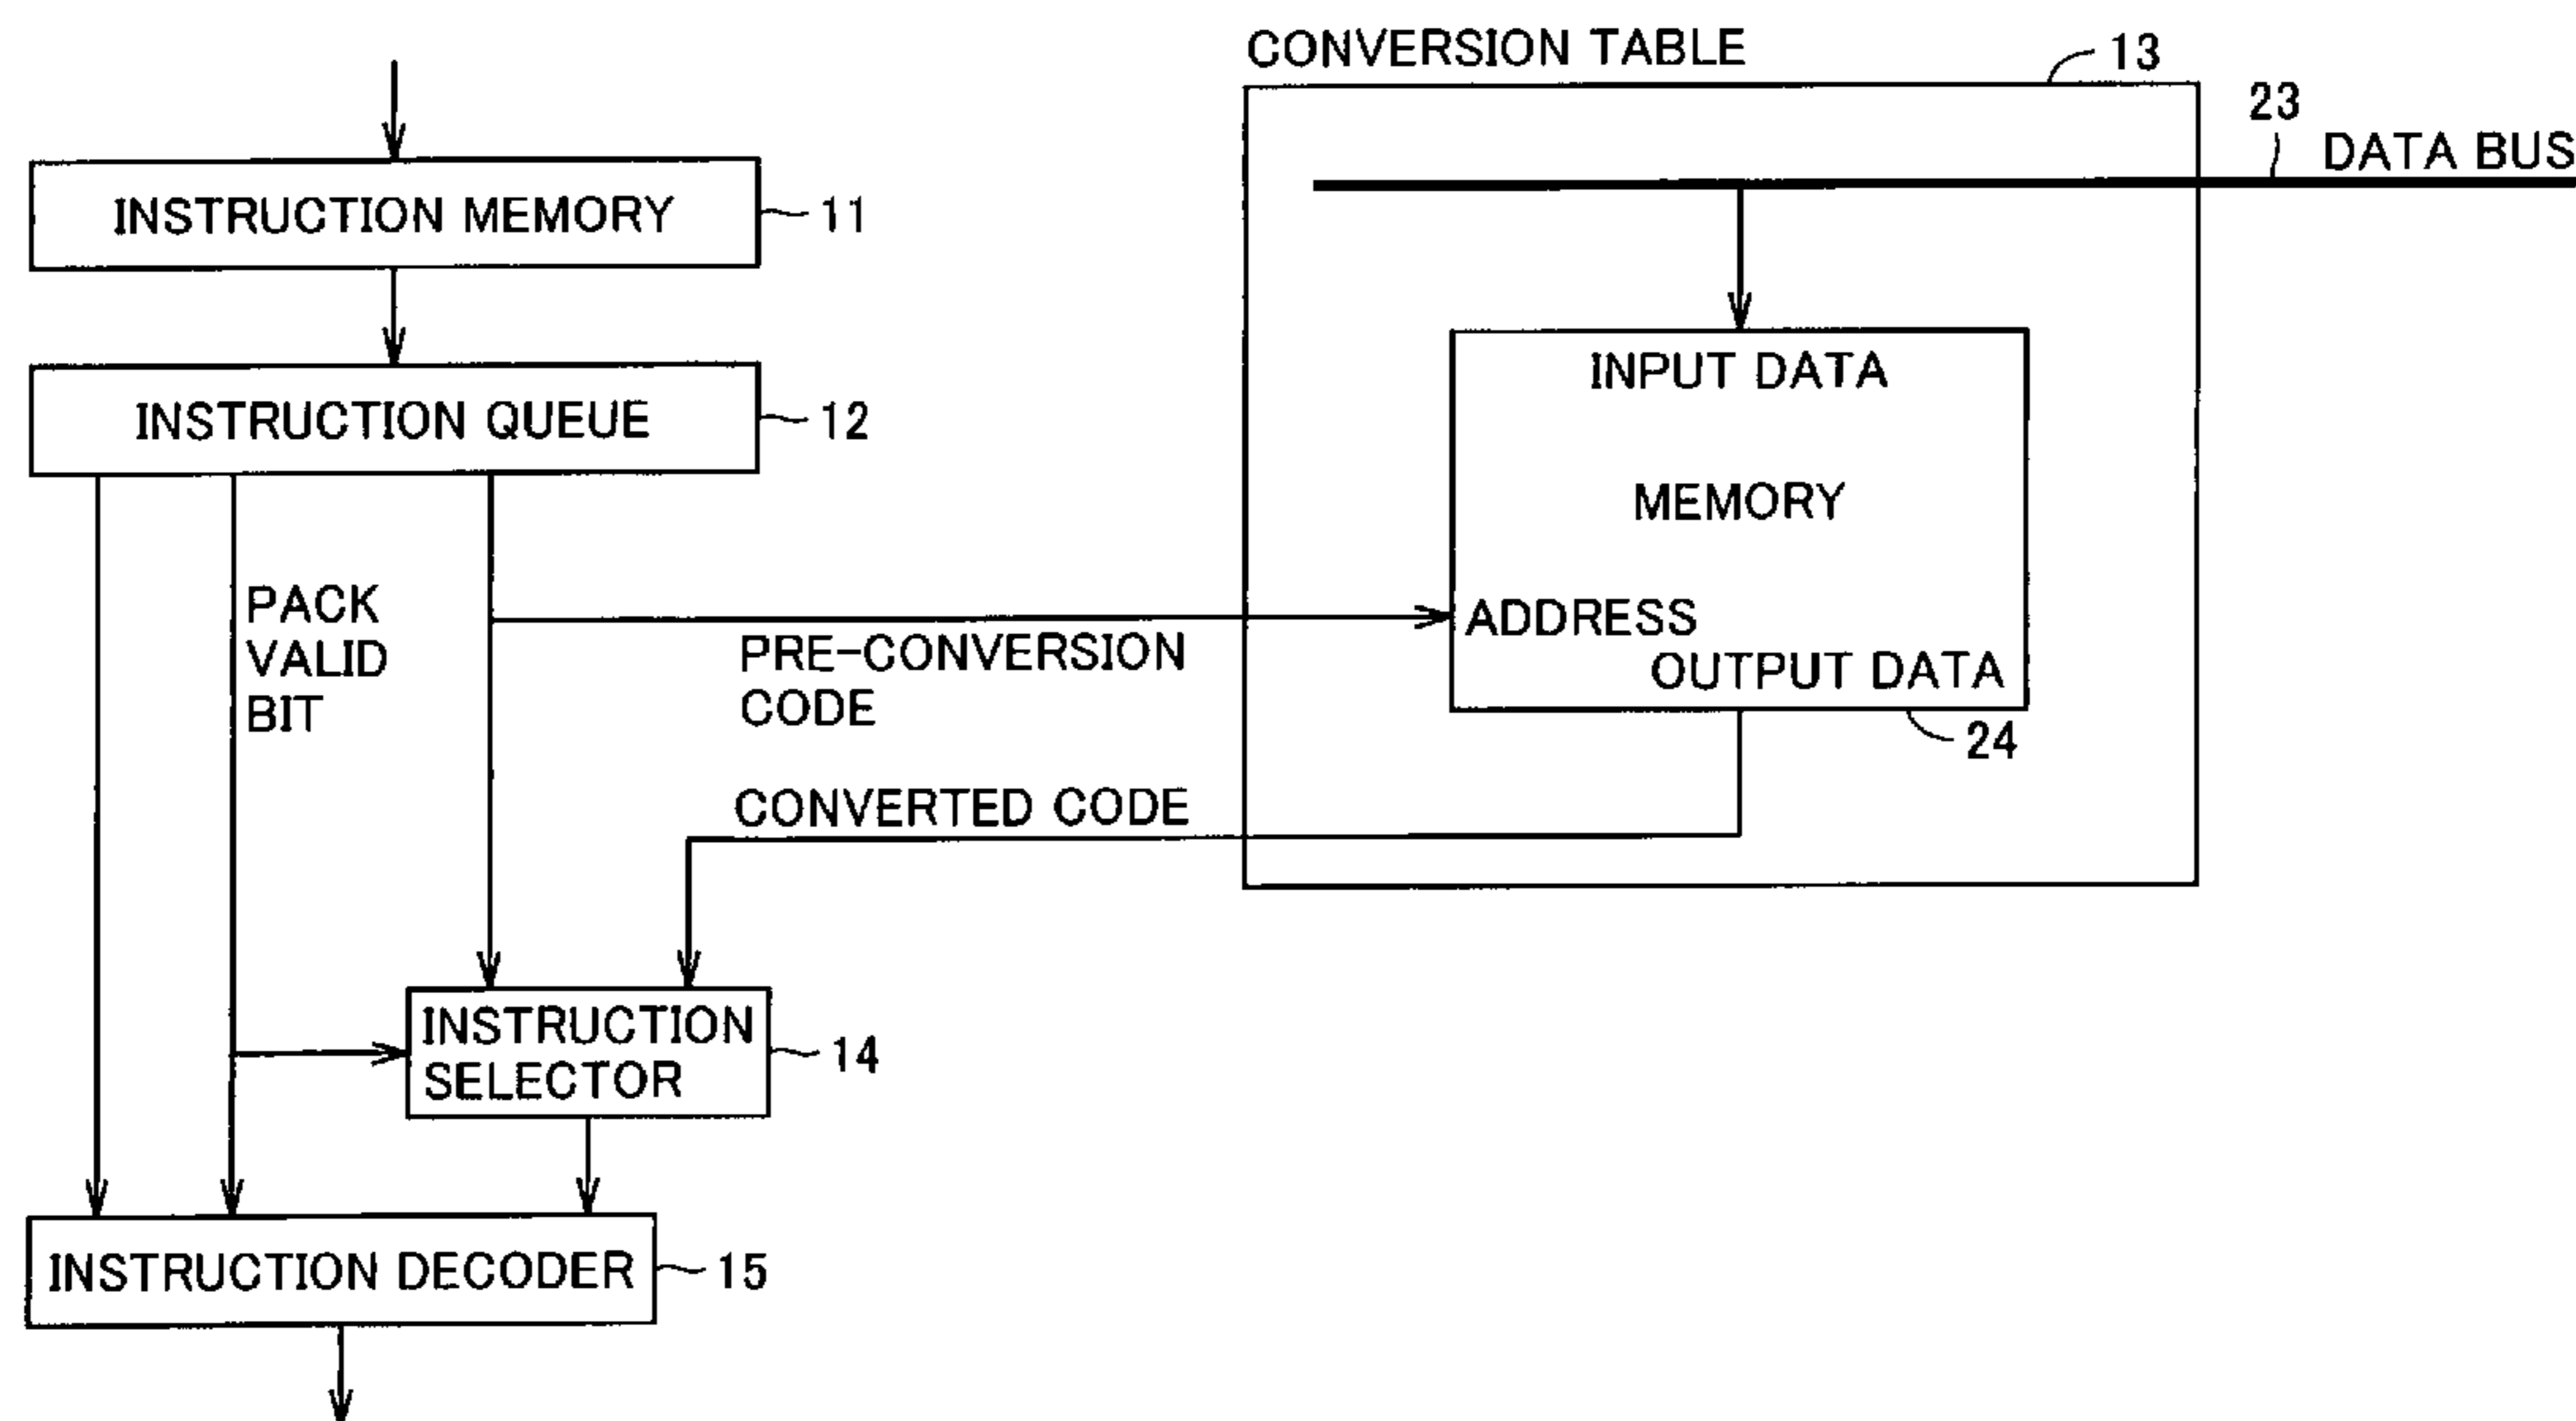 CONVERSION TABLE
13
23
DATA BUS
INSTRUCTION MEMORY
11
INPUT DATA
INSTRUCTION QUEUE
12
MEMORY
PACK
VALID
BIT
ADDRESS
PRE-CONVERSION
CODE
OUTPUT DATA
24
CONVERTED CODE
INSTRUCTION
SELECTOR
14
INSTRUCTION DECODER
15